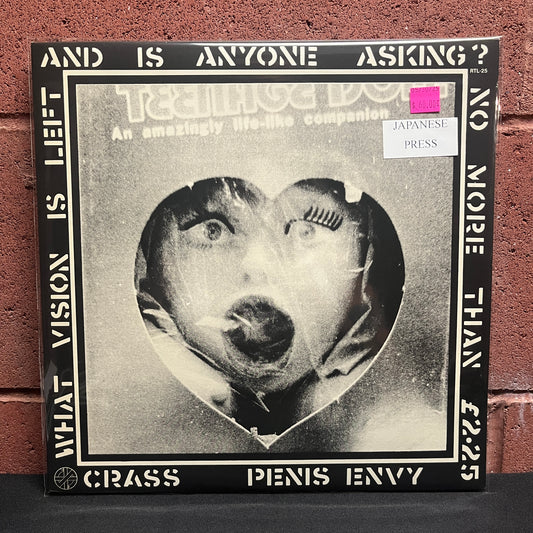 WHAT VISION IS LEFT
AND IS ANYONE ASKING?
RTL-25
NO MORE THAN £2.25
An amazingly life-like companion
JAPANESE
PRESS
CRASS PENIS ENVY